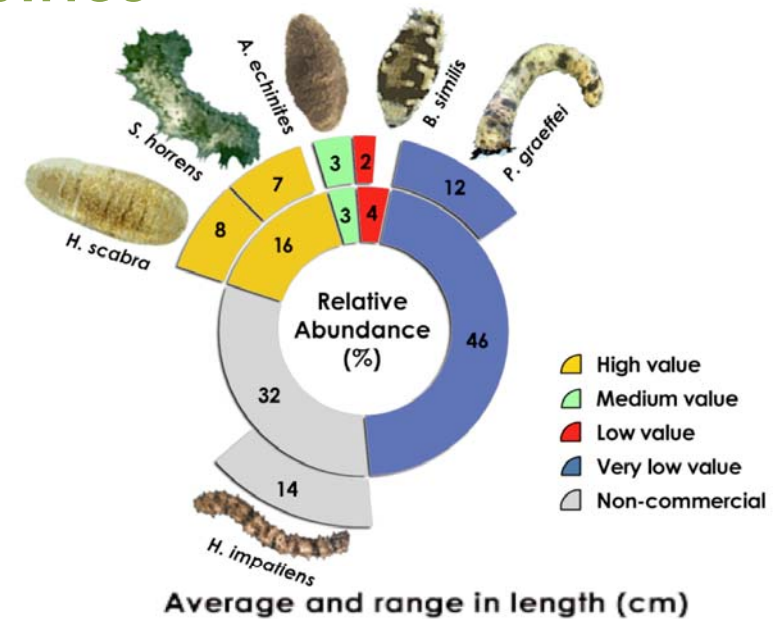 A. echinites
B. similis
S. horrens
P. graeffei
H. scabra
3
2
7
12
8
3
4
16
Relative
Abundance
(%)
46
32
14
H. impatiens
High value
Medium value
Low value
Very low value
Non-commercial
Average and range in length (cm)